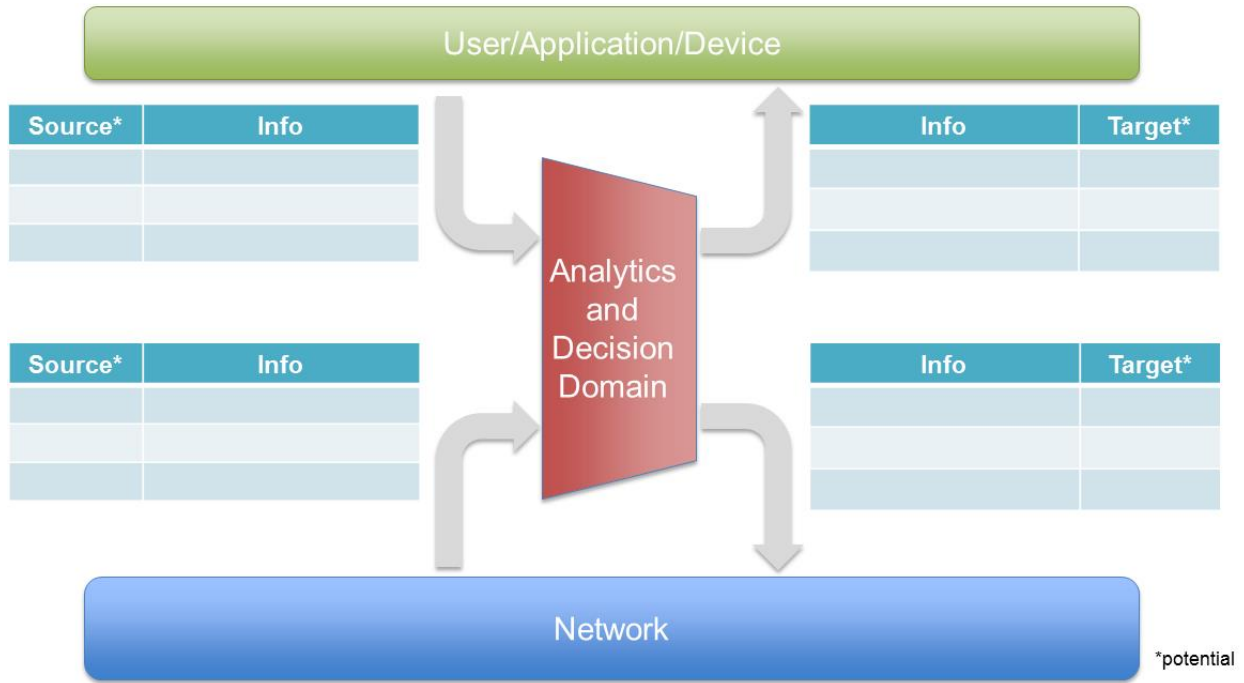 User/Application/Device
Source* Info
Info Target*
Analytics
and
Decision
Domain
Source* Info
Info Target*
Network
*potential